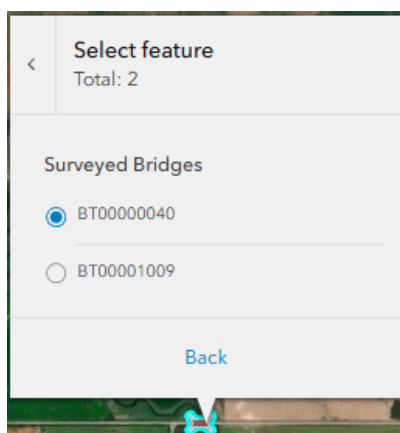 Select feature
Total: 2
Surveyed Bridges
BT00000040
BT00001009
Back